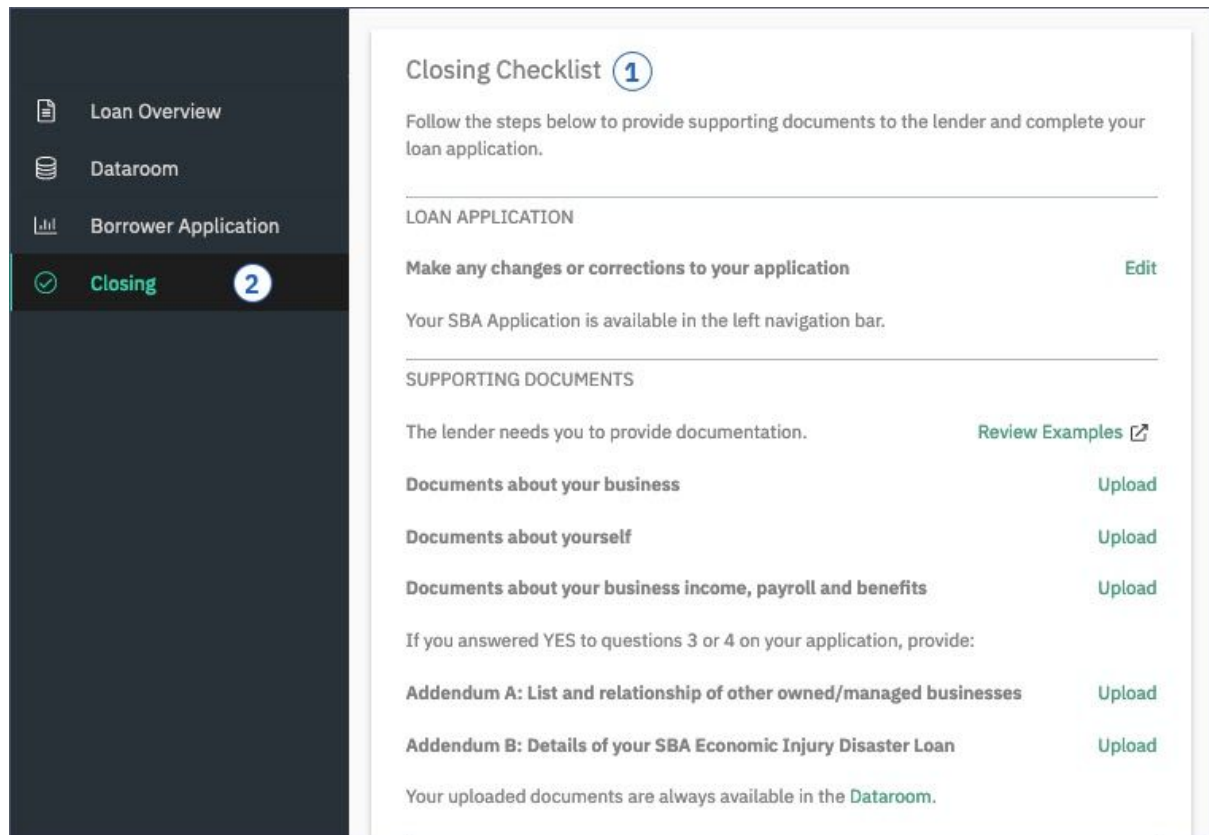 Loan Overview
Dataroom
Borrower Application
Closing 2
Closing Checklist 1
Follow the steps below to provide supporting documents to the lender and complete your
loan application.
LOAN APPLICATION
Make any changes or corrections to your application Edit
Your SBA Application is available in the left navigation bar.
SUPPORTING DOCUMENTS
The lender needs you to provide documentation. Review Examples
Documents about your business Upload
Documents about yourself Upload
Documents about your business income, payroll and benefits Upload
If you answered YES to questions 3 or 4 on your application, provide:
Addendum A: List and relationship of other owned/managed businesses Upload
Addendum B: Details of your SBA Economic Injury Disaster Loan Upload
Your uploaded documents are always available in the Dataroom.